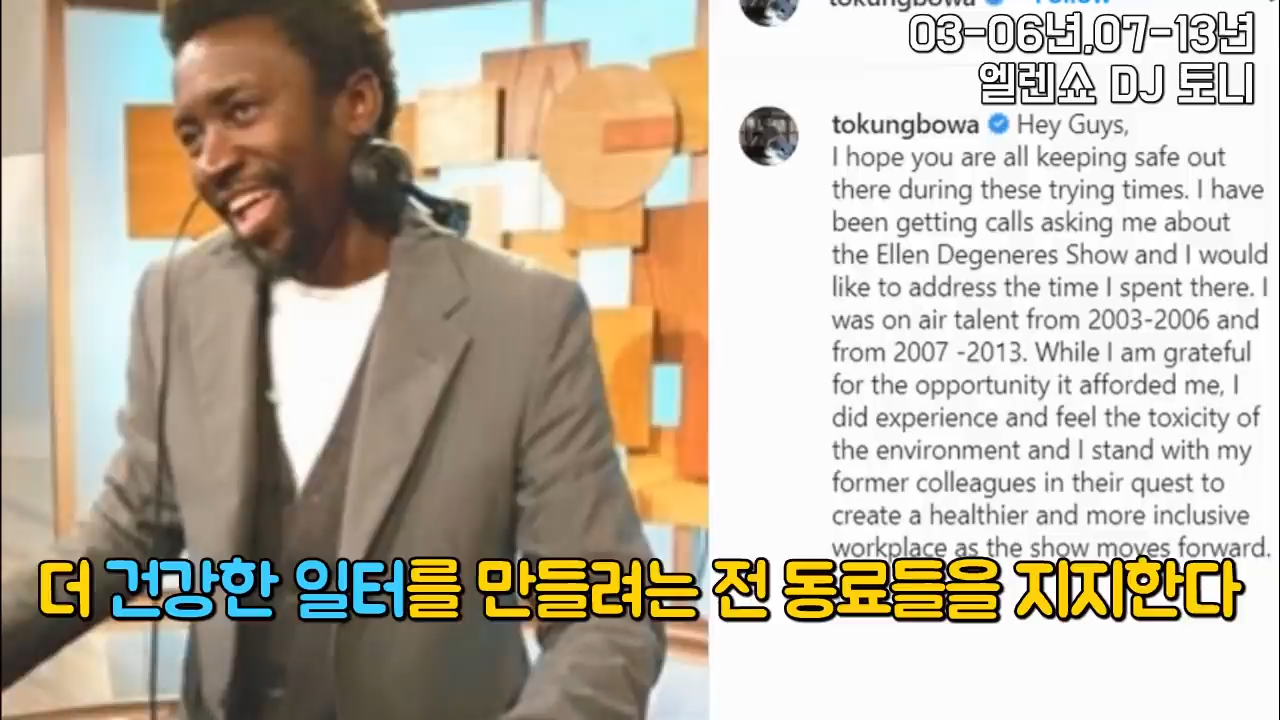 tokungbowa Follow
03-06년,07-13년
엘렌쇼 DJ 토니
tokungbowa Hey Guys,
I hope you are all keeping safe out
there during these trying times. I have
been getting calls asking me about
the Ellen Degeneres Show and I would
like to address the time I spent there. I
was on air talent from 2003-2006 and
from 2007 -2013. While I am grateful
for the opportunity it afforded me, I
did experience and feel the toxicity of
the environment and I stand with my
former colleagues in their quest to
create a healthier and more inclusive
workplace as the show moves forward.
더 건강한 일터를 만들려는 전 동료들을 지지한다